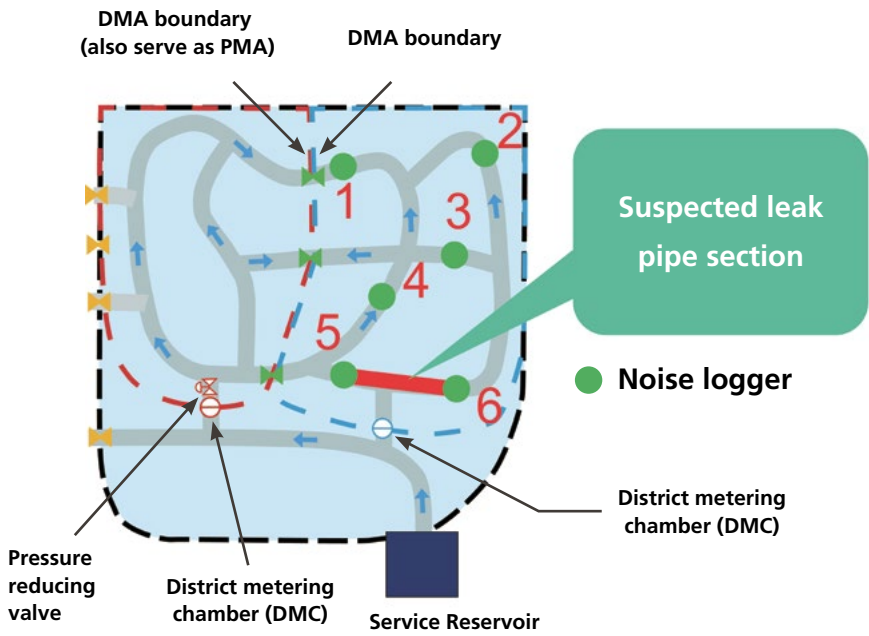 DMA boundary
(also serve as PMA)
DMA boundary
2
1
3
4
5
6
Suspected leak
pipe section
Noise logger
District metering
chamber (DMC)
Pressure
reducing
valve
District metering
chamber (DMC)
Service Reservoir